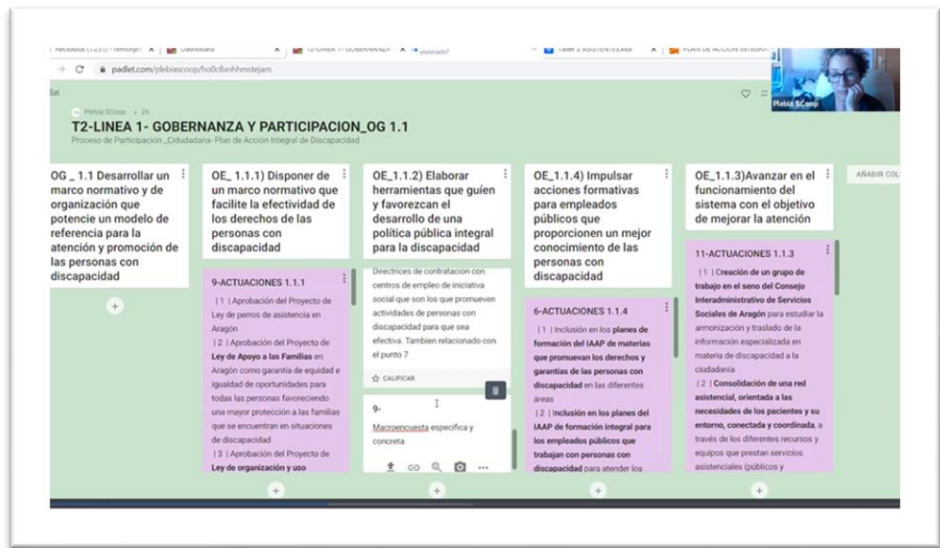 Dashboard
padlet.com/plebiascoop/
Plebia SCoop
Plebia SCoop • 2h
T2-LINEA 1- GOBERNANZA Y PARTICIPACION_OG 1.1
Proceso de Participación _Cidudadana- Plan de Acción Integral de Discapacidad
OG _ 1.1 Desarrollar un
marco normativo y de
organización que
potencie un modelo de
referencia para la
atención y promoción de
las personas con
discapacidad
OE_ 1.1.1) Disponer de
un marco normativo que
facilite la efectividad de
los derechos de las
personas con
discapacidad
9-ACTUACIONES 1.1.1
| 1 | Aprobación del Proyecto de
Ley de perros de asistencia en
Aragón
| 2 | Aprobación del Proyecto de
Ley de Apoyo a las Familias en
Aragón como garantía de equidad e
igualdad de oportunidades para
todas las personas favoreciendo
una mayor protección a las familias
que se encuentran en situaciones
de discapacidad
| 3 | Aprobación del Proyecto de
Ley de organización y uso
OE_1.1.2) Elaborar
herramientas que guíen
y favorezcan el
desarrollo de una
política pública integral
para la discapacidad
Directrices de contratacion con
centros de empleo de iniciativa
social que son los que promueven
actividades de personas con
discapacidad para que sea
efectiva. Tambien relacionado con
el punto 7
CALIFICAR
9-
Macroencuesta especifica y
concreta
OE_1.1.4) Impulsar
acciones formativas
para empleados
públicos que
proporcionen un mejor
conocimiento de las
personas con
discapacidad
6-ACTUACIONES 1.1.4
| 1 | Inclusión en los planes de
formación del IAAP de materias
que promuevan los derechos y
garantías de las personas con
discapacidad en las diferentes
áreas
| 2 | Inclusión en los planes del
IAAP de formación integral para
los empleados públicos que
trabajan con personas con
discapacidad para atender los
OE_1.1.3)Avanzar en el
funcionamiento del
sistema con el objetivo
de mejorar la atención
11-ACTUACIONES 1.1.3
| 1 | Creación de un grupo de
trabajo en el seno del Consejo
Interadministrativo de Servicios
Sociales de Aragón para estudiar la
armonización y traslado de la
información especializada en
materia de discapacidad a la
ciudadanía
| 2 | Consolidación de una red
asistencial, orientada a las
necesidades de los pacientes y su
entorno, conectada y coordinada, a
través de los diferentes recursos y
equipos que prestan servicios
asistenciales (públicos y
AÑADIR COL